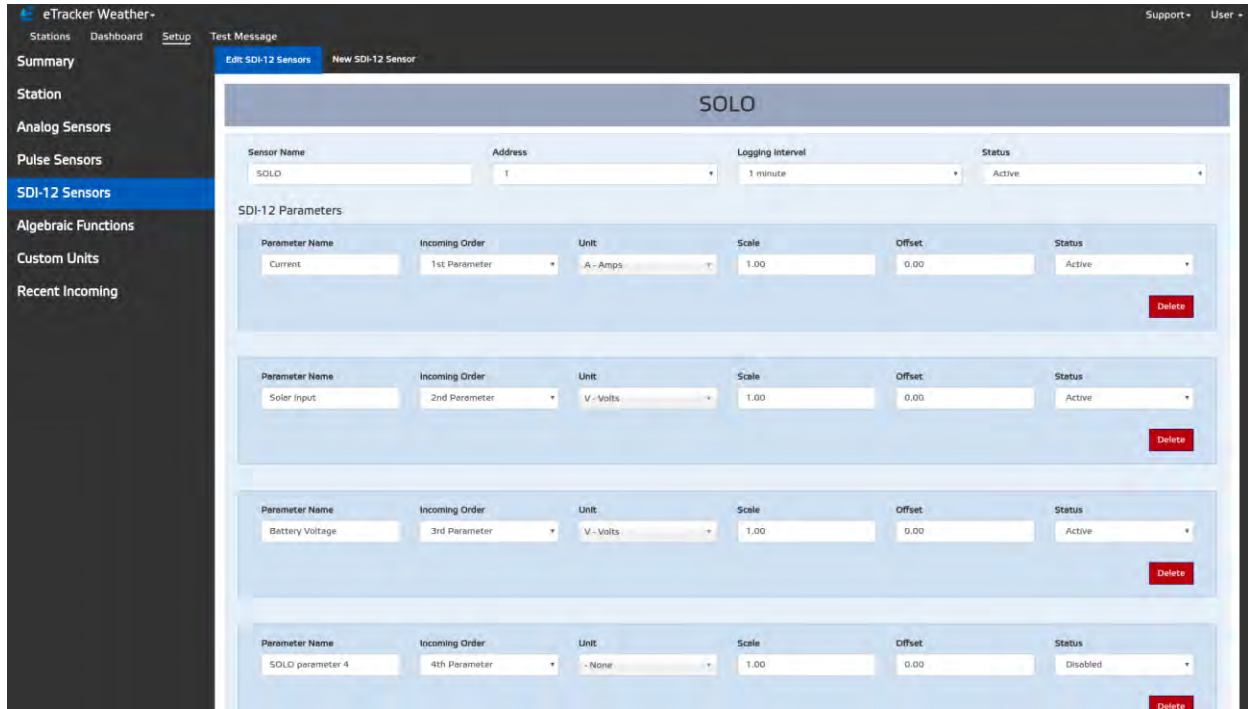 eTracker Weather
Support User
Stations Dashboard Setup Test Message
Summary
Station
Analog Sensors
Pulse Sensors
SDI-12 Sensors
Algebraic Functions
Custom Units
Recent Incoming
Edit SDI-12 Sensors New SDI-12 Sensor
SOLO
Sensor Name Address Logging Interval Status
SOLO 1 1 minute Active
SDI-12 Parameters
Parameter Name Incoming Order Unit Scale Offset Status
Current 1st Parameter A - Amps 1.00 0.00 Active
Delete
Parameter Name Incoming Order Unit Scale Offset Status
Solar Input 2nd Parameter V - Volts 1.00 0.00 Active
Delete
Parameter Name Incoming Order Unit Scale Offset Status
Battery Voltage 3rd Parameter V - Volts 1.00 0.00 Active
Delete
Parameter Name Incoming Order Unit Scale Offset Status
SOLO parameter 4 4th Parameter - None 1.00 0.00 Disabled
Delete